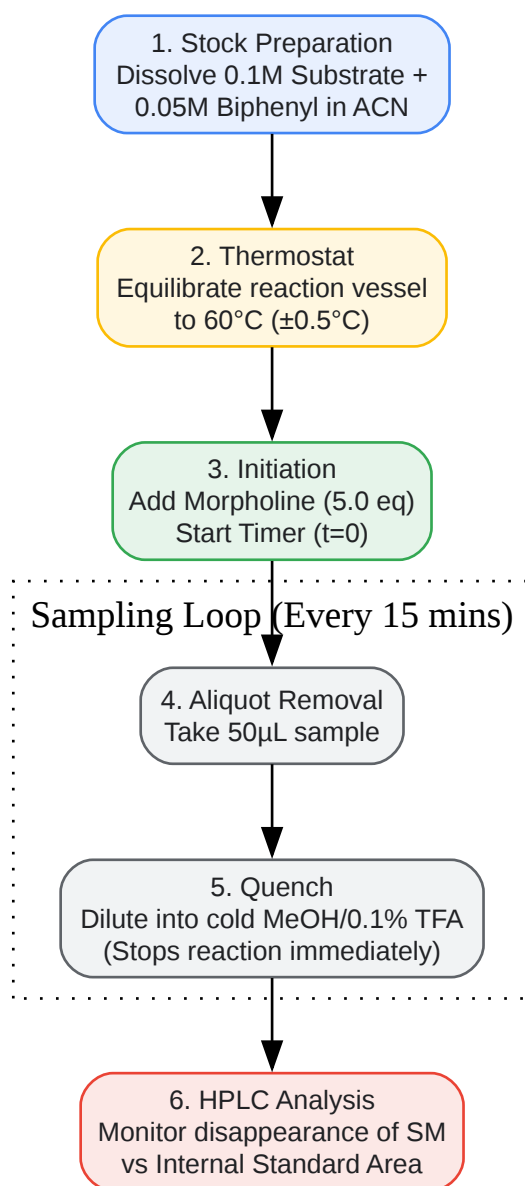 1. Stock Preparation
Dissolve 0.1M Substrate +
0.05M Biphenyl in ACN
2. Thermostat
Equilibrate reaction vessel
to 60°C (±0.5°C)
3. Initiation
Add Morpholine (5.0 eq)
Start Timer (t=0)
Sampling Loop (Every 15 mins)
4. Aliquot Removal
Take 50µL sample
5. Quench
Dilute into cold MeOH/0.1% TFA
(Stops reaction immediately)
6. HPLC Analysis
Monitor disappearance of SM
vs Internal Standard Area